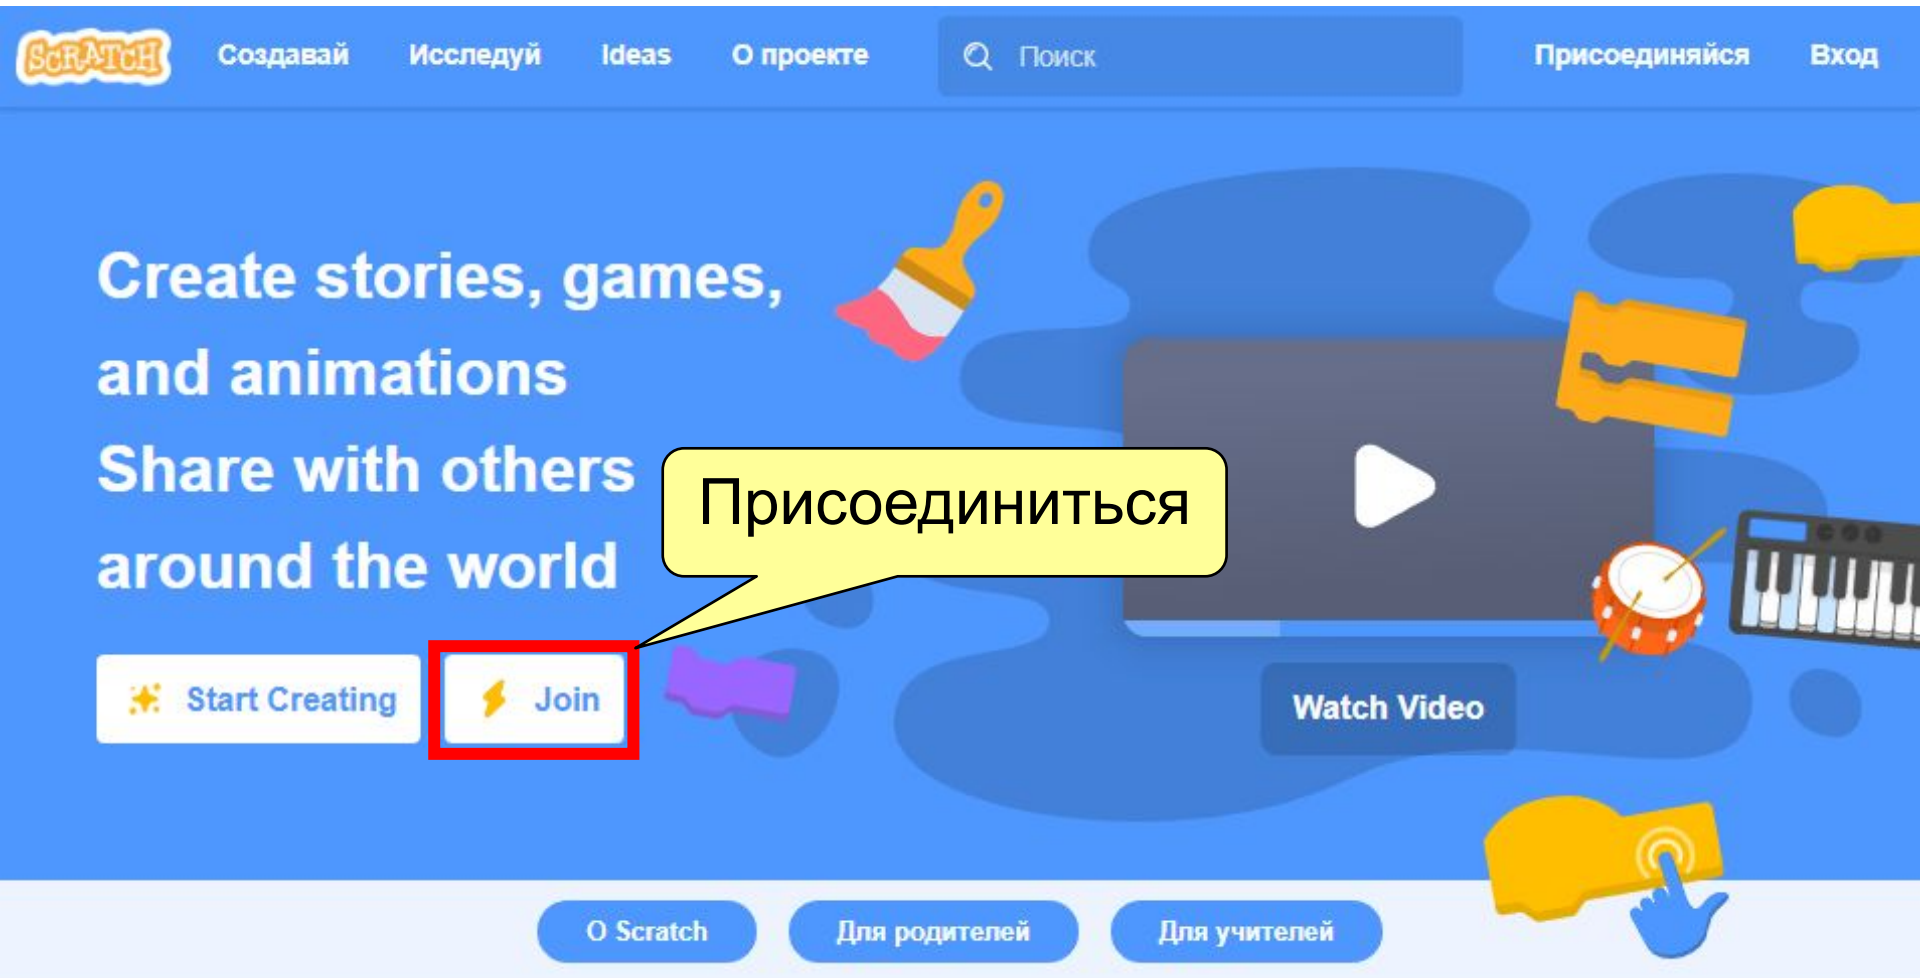 SCRATCH Создавай Исследуй Ideas О проекте Поиск Присоединяйся Вход
Create stories, games,
and animations
Share with others
around the world
Присоединиться
Start Creating Join
Watch Video
О Scratch Для родителей Для учителей